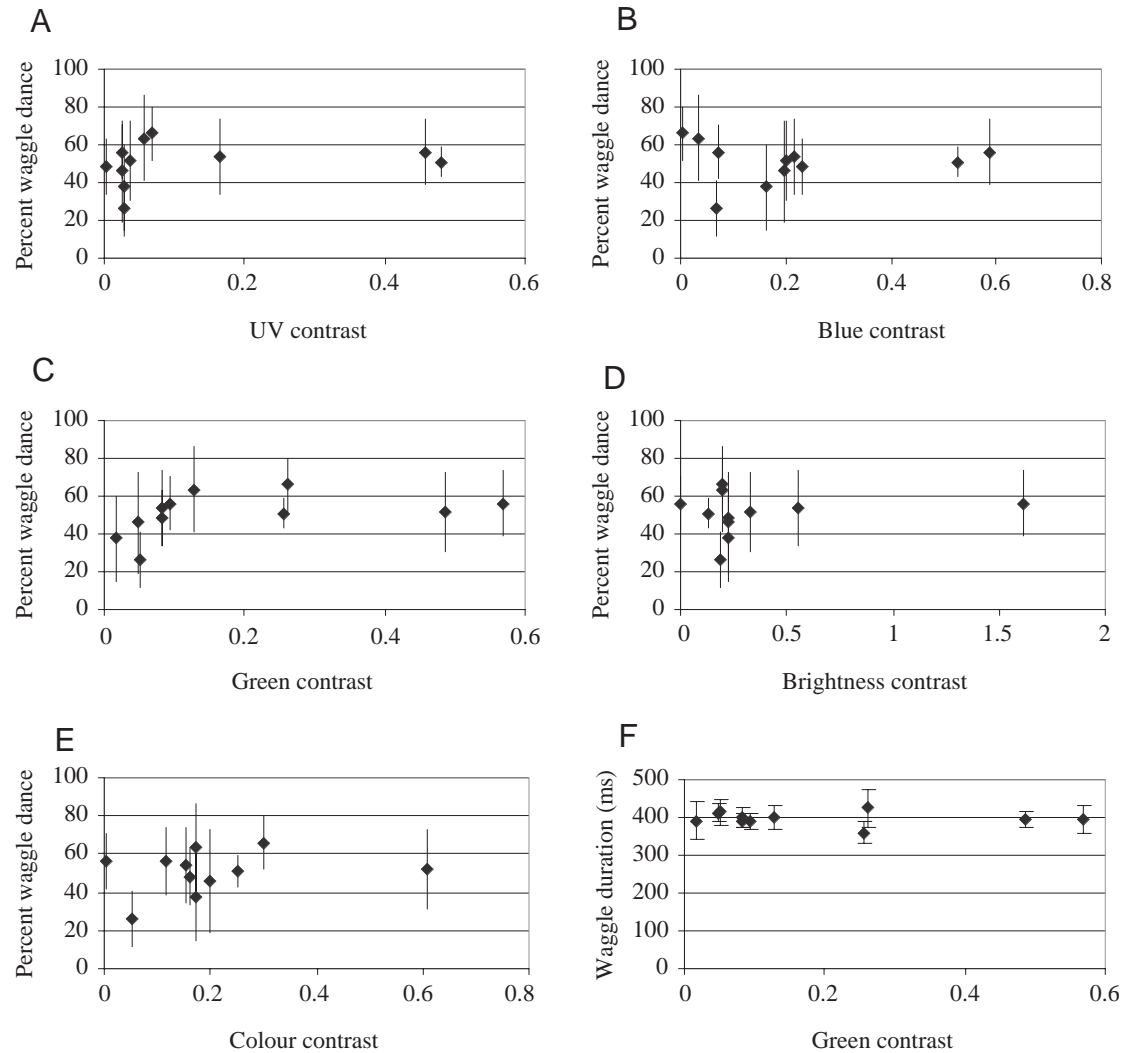 A
Percent waggle dance
100
80
60
40
20
0
0 0.2 0.4 0.6
UV contrast
B
Percent waggle dance
100
80
60
40
20
0
0 0.2 0.4 0.6 0.8
Blue contrast
C
Percent waggle dance
100
80
60
40
20
0
0 0.2 0.4 0.6
Green contrast
D
Percent waggle dance
100
80
60
40
20
0
0 0.5 1 1.5 2
Brightness contrast
E
Percent waggle dance
100
80
60
40
20
0
0 0.2 0.4 0.6 0.8
Colour contrast
F
Waggle duration (ms)
500
400
300
200
100
0
0 0.2 0.4 0.6
Green contrast